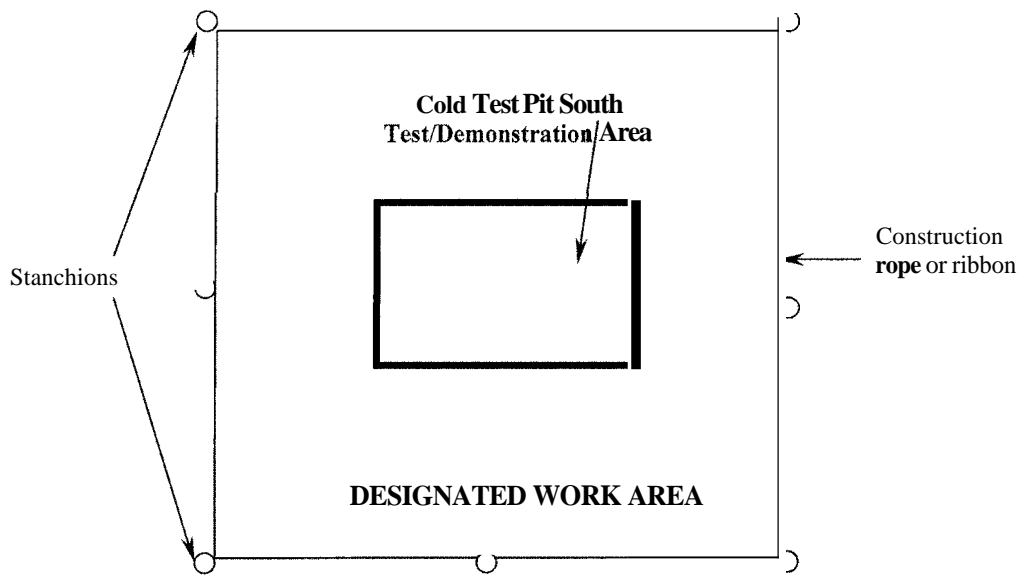 Cold Test Pit South
Test/Demonstration Area
Stanchions
Construction
rope or ribbon
DESIGNATED WORK AREA